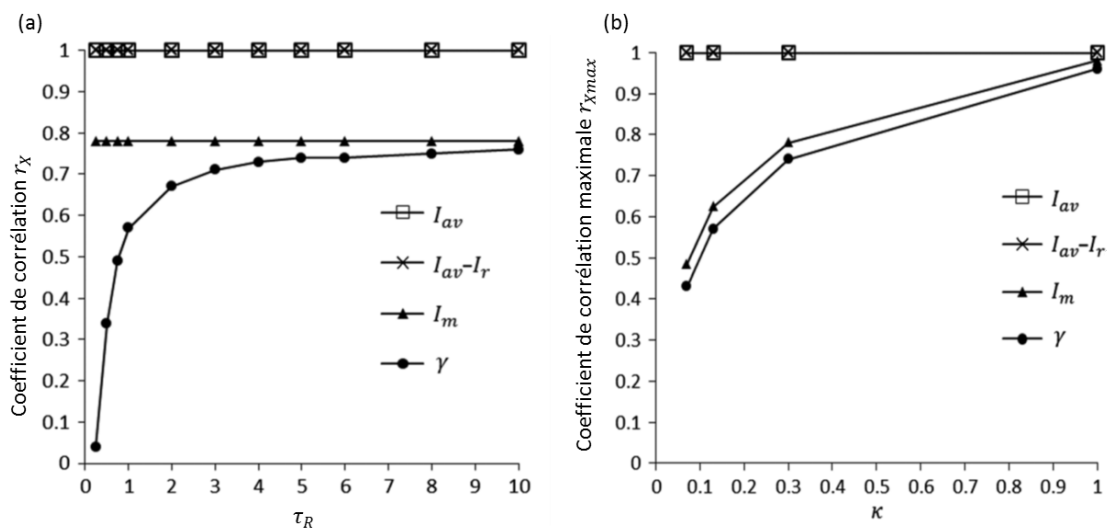 (a)
Coefficient de corrélation r_X
1
0.9
0.8
0.7
0.6
0.5
0.4
0.3
0.2
0.1
0
0 1 2 3 4 5 6 7 8 9 10
τ_R
I_av
I_av–I_r
I_m
γ
(b)
Coefficient de corrélation maximale r_Xmax
1
0.9
0.8
0.7
0.6
0.5
0.4
0.3
0.2
0.1
0
0 0.1 0.2 0.3 0.4 0.5 0.6 0.7 0.8 0.9 1
κ
I_av
I_av–I_r
I_m
γ